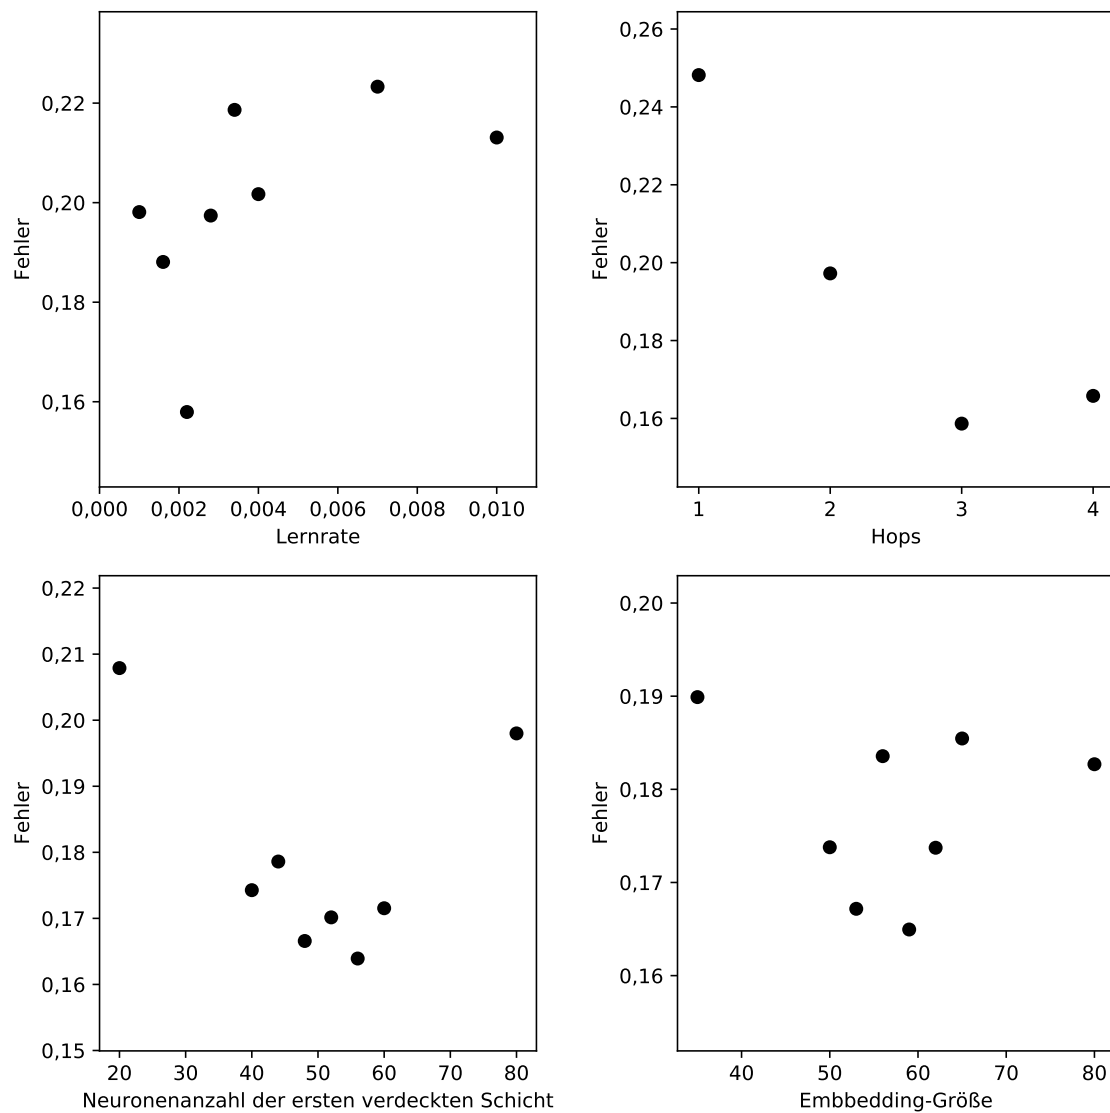 0,22
0,20
0,18
0,16
Fehler
0,000 0,002 0,004 0,006 0,008 0,010
Lernrate
0,26
0,24
0,22
0,20
0,18
0,16
Fehler
1 2 3 4
Hops
0,22
0,21
0,20
0,19
0,18
0,17
0,16
0,15
Fehler
20 30 40 50 60 70 80
Neuronenanzahl der ersten verdeckten Schicht
0,20
0,19
0,18
0,17
0,16
Fehler
40 50 60 70 80
Embbedding-Größe